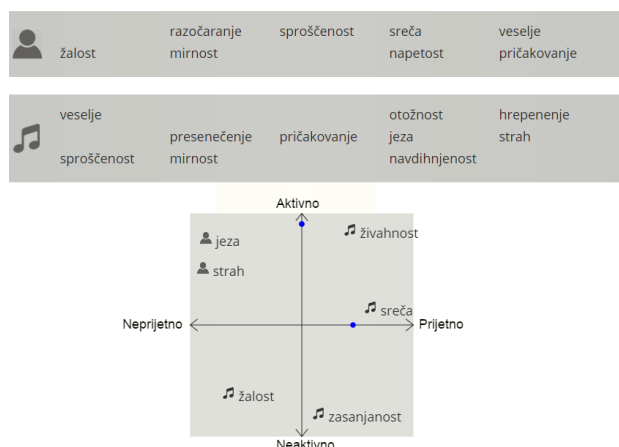 razočaranje sproščenost sreča veselje
žalost mirnost napetost pričakovanje
veselje otožnost hrepenenje
presenečenje pričakovanje jeza strah
sproščenost mirnost navdihnjenost
Aktivno
živahnost
jeza
strah
sreča
Neprijetno Prijetno
žalost
zasanjanost
Neaktivno